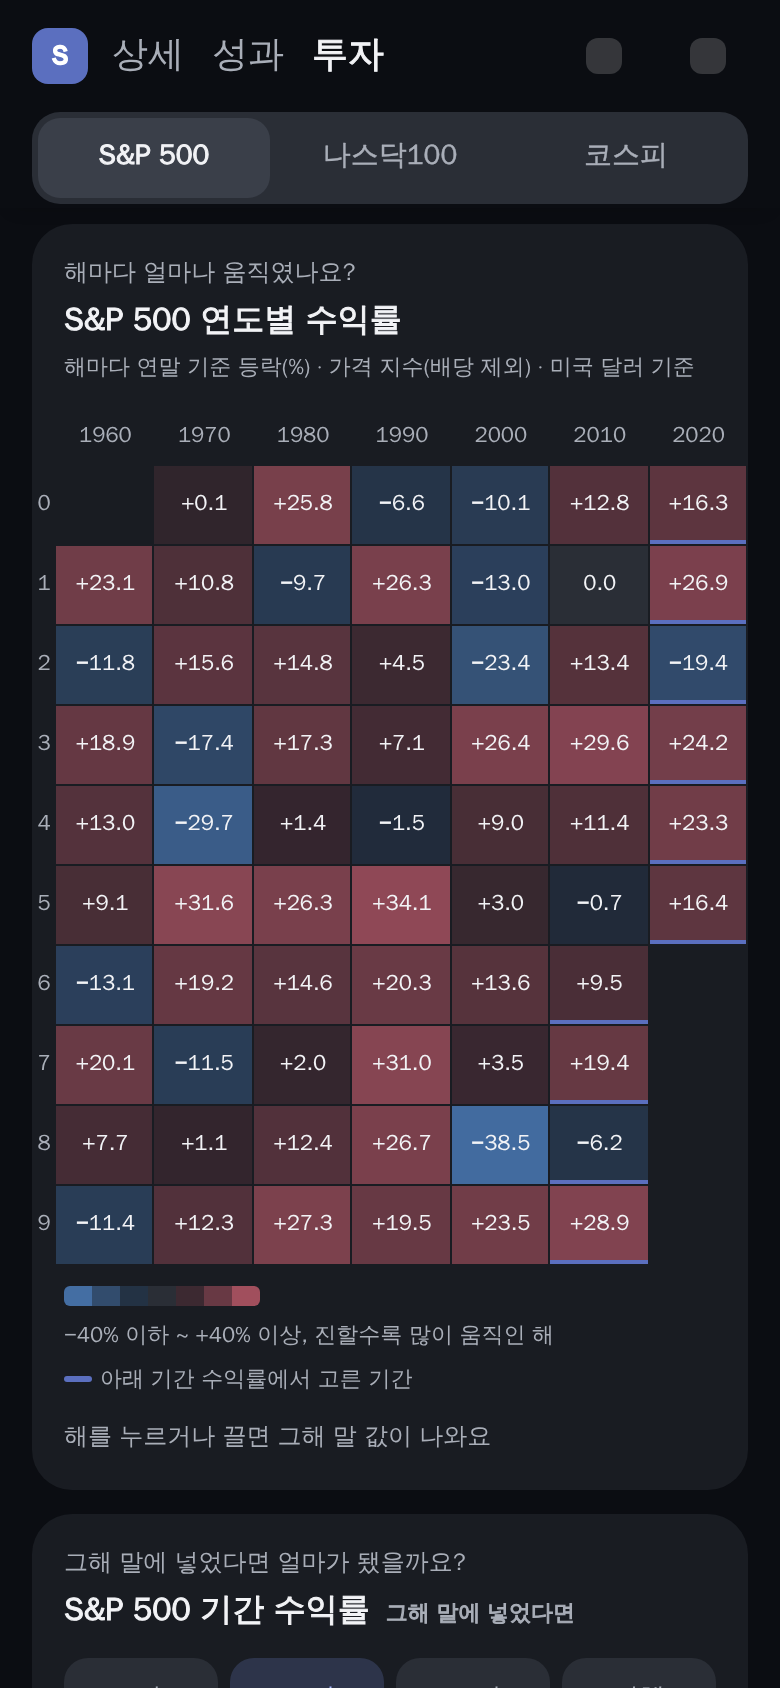 S 상세 성과 투자
S&P 500 나스닥100 코스피
해마다 얼마나 움직였나요?
S&P 500 연도별 수익률
해마다 연말 기준 등락(%) · 가격 지수(배당 제외) · 미국 달러 기준
1960 1970 1980 1990 2000 2010 2020
0 +0.1 +25.8 −6.6 −10.1 +12.8 +16.3
1 +23.1 +10.8 −9.7 +26.3 −13.0 0.0 +26.9
2 −11.8 +15.6 +14.8 +4.5 −23.4 +13.4 −19.4
3 +18.9 −17.4 +17.3 +7.1 +26.4 +29.6 +24.2
4 +13.0 −29.7 +1.4 −1.5 +9.0 +11.4 +23.3
5 +9.1 +31.6 +26.3 +34.1 +3.0 −0.7 +16.4
6 −13.1 +19.2 +14.6 +20.3 +13.6 +9.5
7 +20.1 −11.5 +2.0 +31.0 +3.5 +19.4
8 +7.7 +1.1 +12.4 +26.7 −38.5 −6.2
9 −11.4 +12.3 +27.3 +19.5 +23.5 +28.9
−40% 이하 ~ +40% 이상, 진할수록 많이 움직인 해
아래 기간 수익률에서 고른 기간
해를 누르거나 끌면 그해 말 값이 나와요
그해 말에 넣었다면 얼마가 됐을까요?
S&P 500 기간 수익률 그해 말에 넣었다면